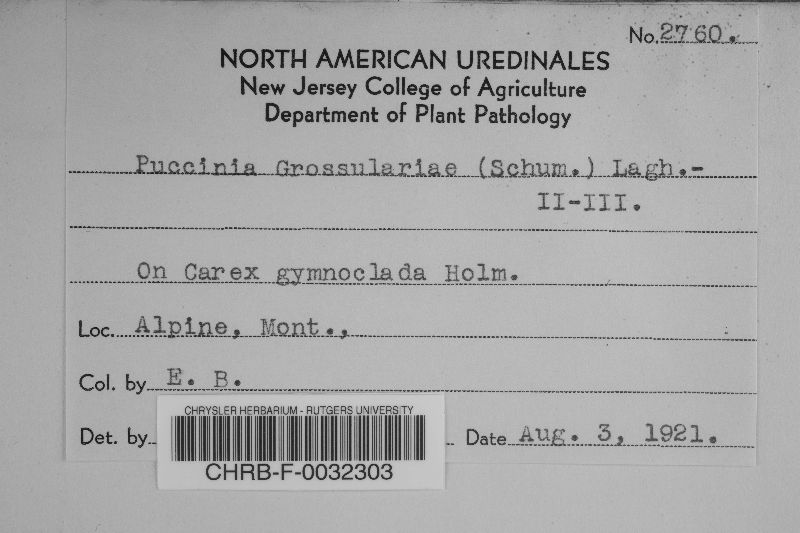 No. 2760.
NORTH AMERICAN UREDINALES
New Jersey College of Agriculture
Department of Plant Pathology
Puccinia Grossulariae (Schum.) Lagh.-
II-III.
On Carex gymnoclada Holm.
Loc. Alpine, Mont.,
Col. by E. B.
Det. by
Date Aug. 3, 1921.
CHRYSLER HERBARIUM - RUTGERS UNIVERSITY
CHRB-F-0032303